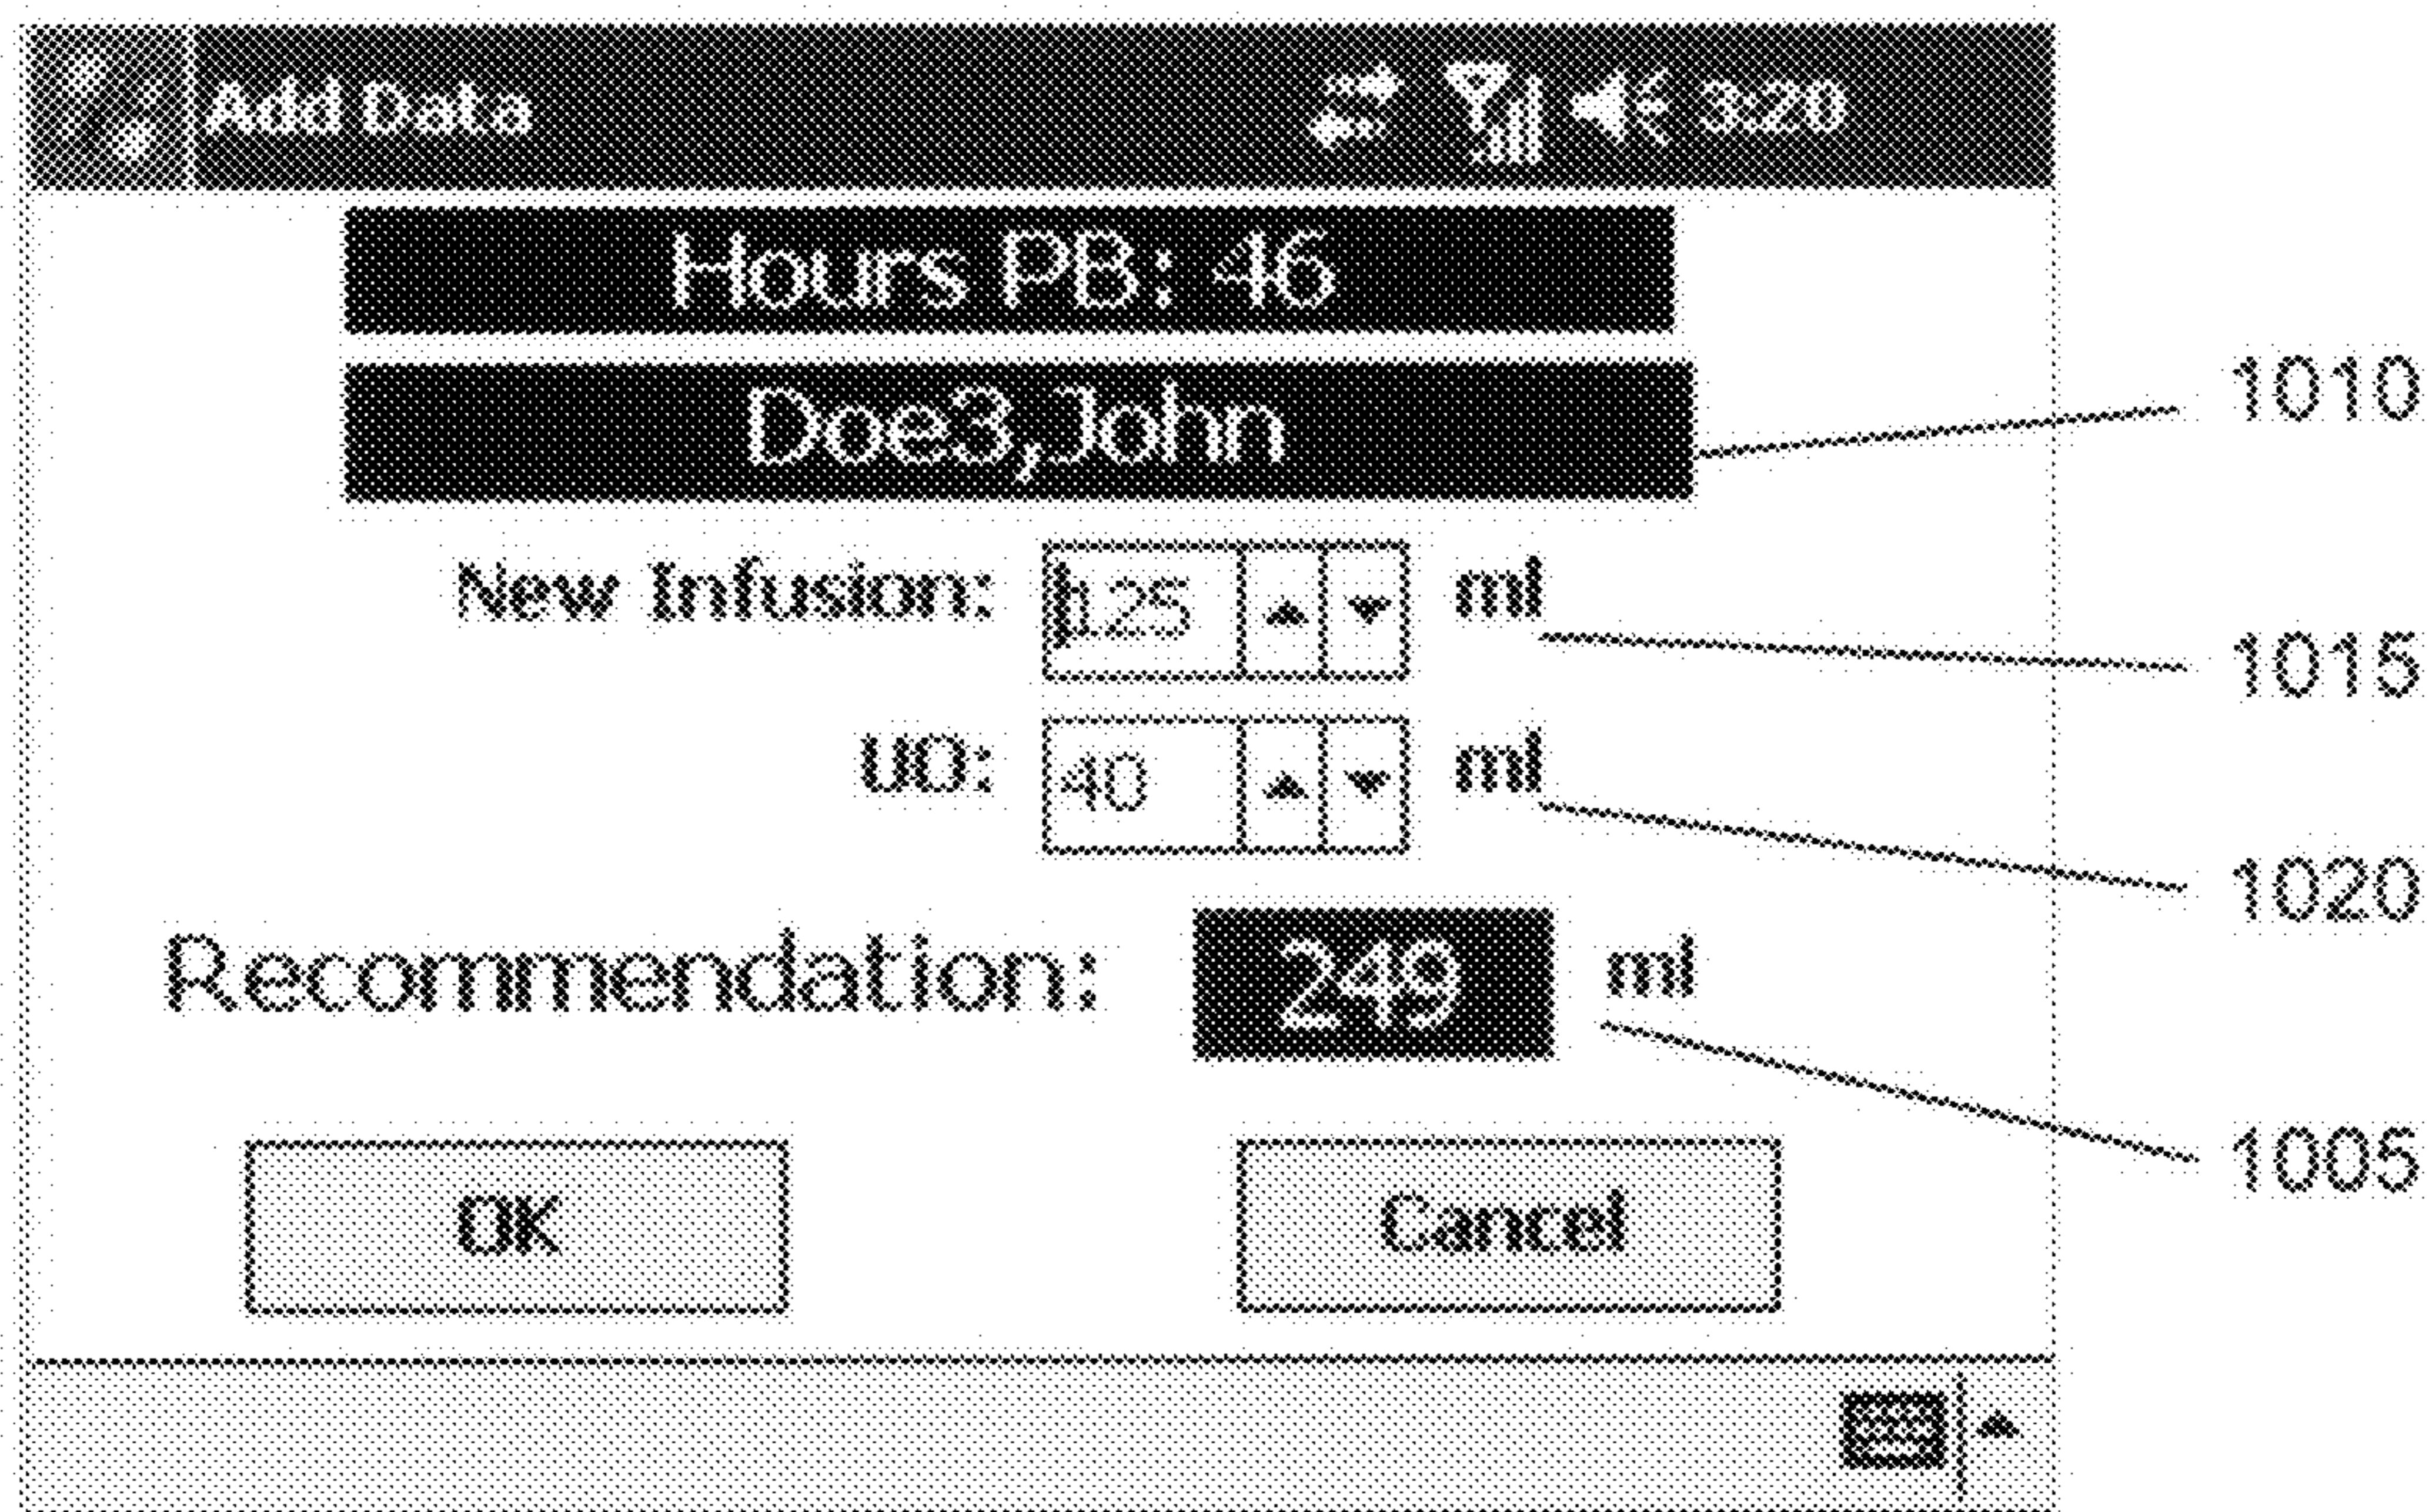 Add Data 3:20
Hours PB: 46
Doe3,John
1010
New Infusion: 125 ml
1015
UO: 40 ml
1020
Recommendation: 249 ml
1005
OK Cancel